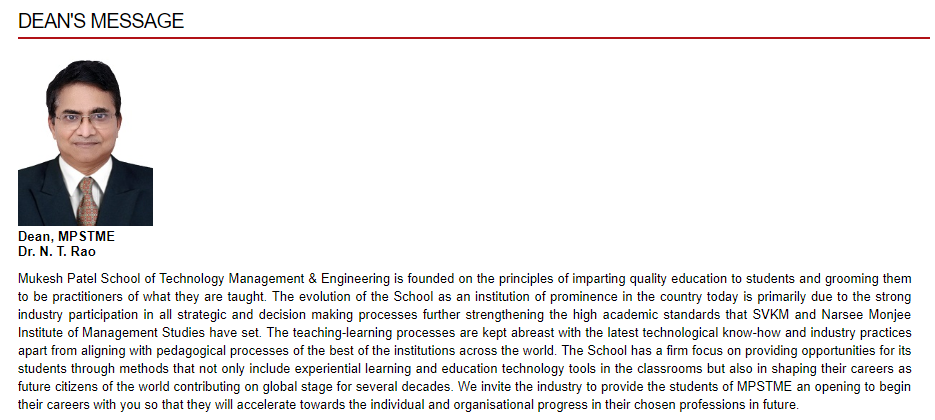 DEAN'S MESSAGE
Dean, MPSTME
Dr. N. T. Rao
Mukesh Patel School of Technology Management & Engineering is founded on the principles of imparting quality education to students and grooming them
to be practitioners of what they are taught. The evolution of the School as an institution of prominence in the country today is primarily due to the strong
industry participation in all strategic and decision making processes further strengthening the high academic standards that SVKM and Narsee Monjee
Institute of Management Studies have set. The teaching-learning processes are kept abreast with the latest technological know-how and industry practices
apart from aligning with pedagogical processes of the best of the institutions across the world. The School has a firm focus on providing opportunities for its
students through methods that not only include experiential learning and education technology tools in the classrooms but also in shaping their careers as
future citizens of the world contributing on global stage for several decades. We invite the industry to provide the students of MPSTME an opening to begin
their careers with you so that they will accelerate towards the individual and organisational progress in their chosen professions in future.